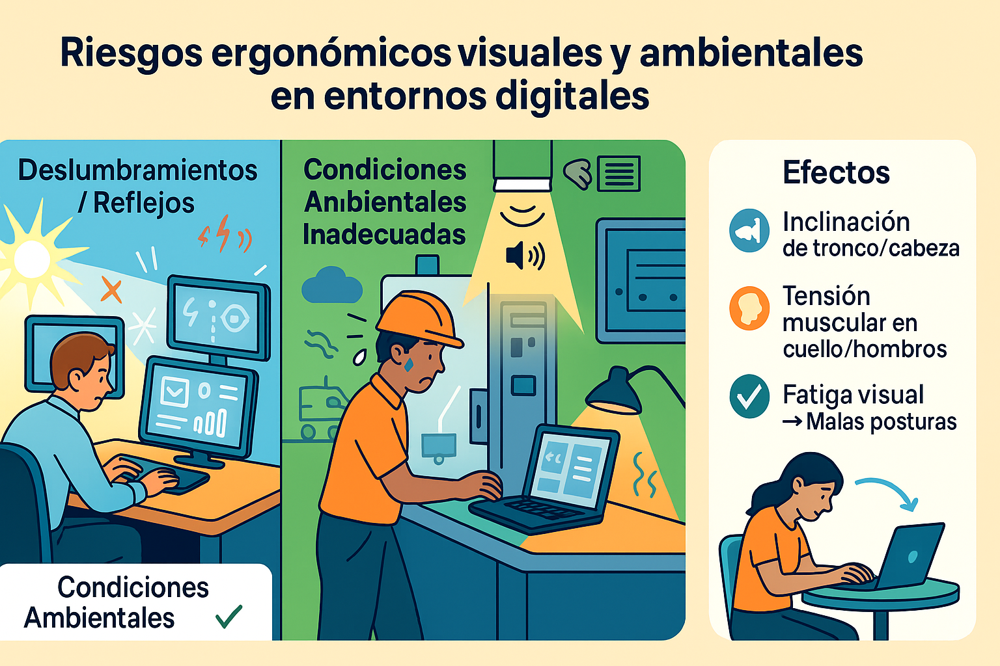 Riesgos ergonómicos visuales y ambientales
en entornos digitales
Deslumbramientos
/ Reflejos
Condiciones
Ambientales
Condiciones
Anıbientales
Inadecuadas
Efectos
Inclinación
de tronco/cabeza
Tensión
muscular en
cuello/hombros
Fatiga visual
→ Malas posturas